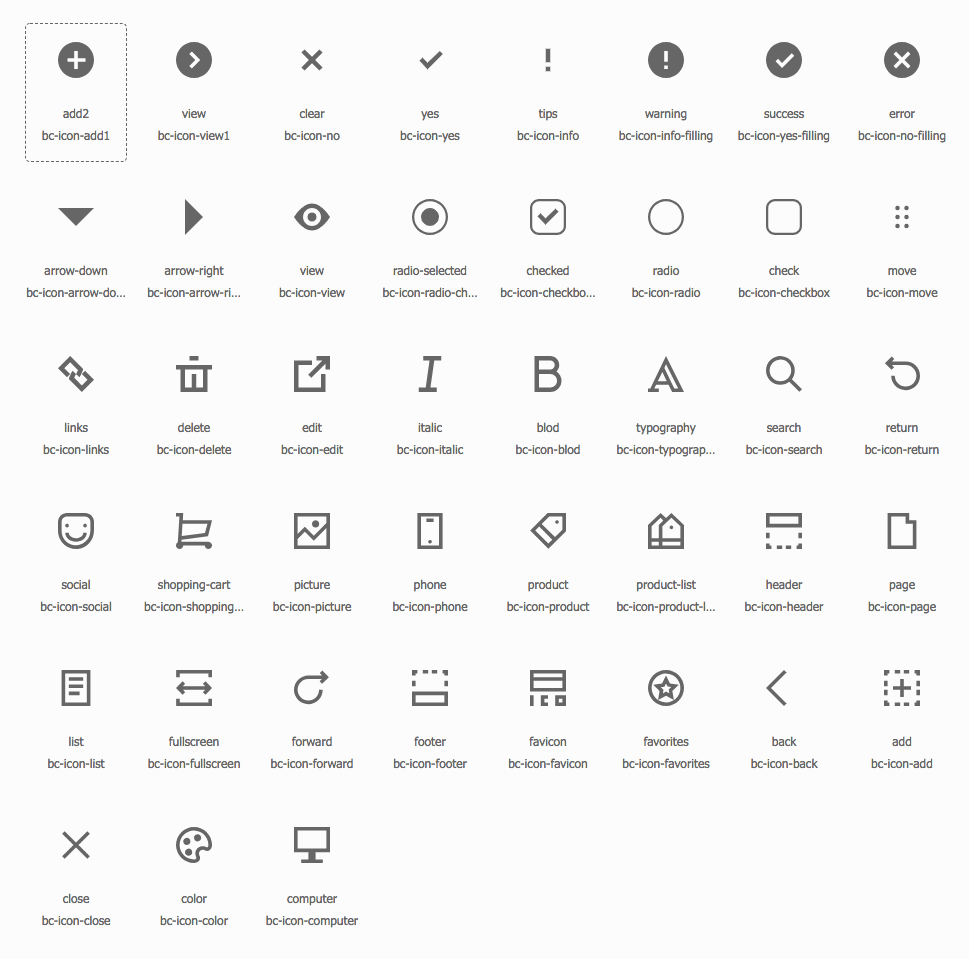 add2 view clear yes tips warning success error
bc-icon-add1 bc-icon-view1 bc-icon-no bc-icon-yes bc-icon-info bc-icon-info-filling bc-icon-yes-filling bc-icon-no-filling
arrow-down arrow-right view radio-selected checked radio check move
bc-icon-arrow-do... bc-icon-arrow-ri... bc-icon-view bc-icon-radio-ch... bc-icon-checkbo... bc-icon-radio bc-icon-checkbox bc-icon-move
links delete edit italic blod typography search return
bc-icon-links bc-icon-delete bc-icon-edit bc-icon-italic bc-icon-blod bc-icon-typograp... bc-icon-search bc-icon-return
social shopping-cart picture phone product product-list header page
bc-icon-social bc-icon-shopping... bc-icon-picture bc-icon-phone bc-icon-product bc-icon-product-l... bc-icon-header bc-icon-page
list fullscreen forward footer favicon favorites back add
bc-icon-list bc-icon-fullscreen bc-icon-forward bc-icon-footer bc-icon-favicon bc-icon-favorites bc-icon-back bc-icon-add
close color computer
bc-icon-close bc-icon-color bc-icon-computer